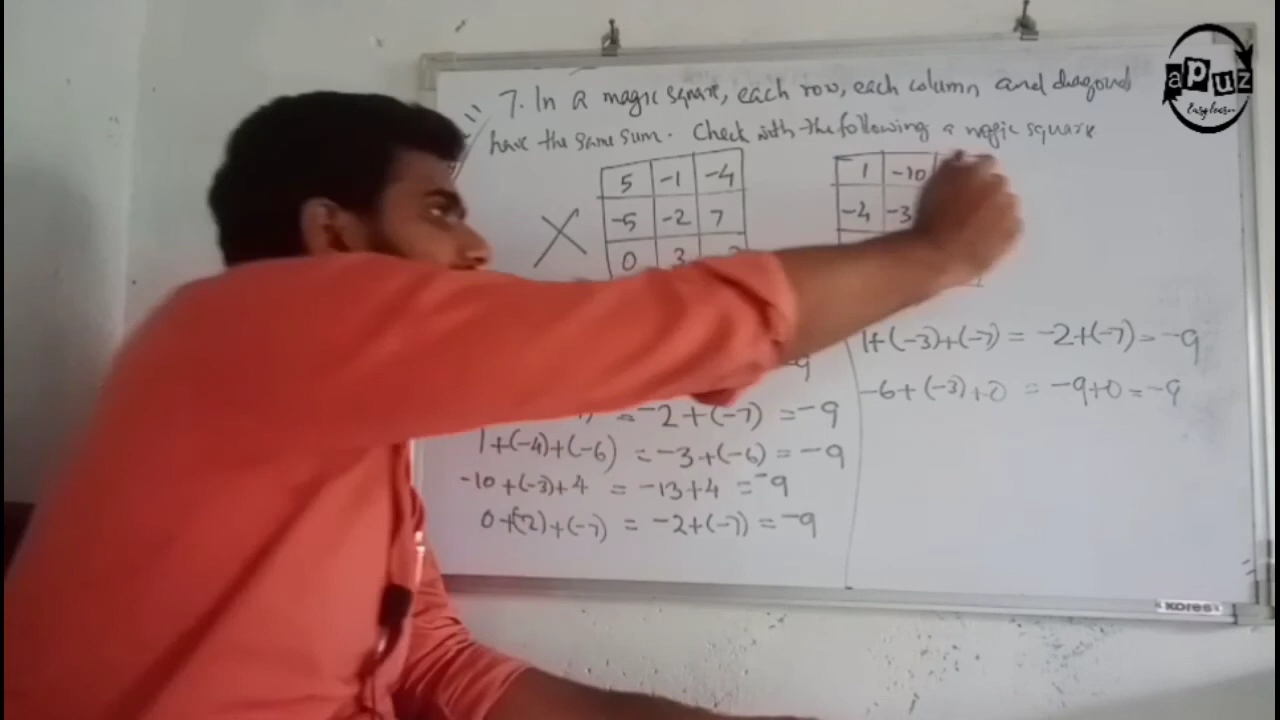 7. In a magic square, each row, each column and diagonal
have the same sum. Check with the following a magic square
5 -1 -4
-5 -2 7
0 3
1 -10
-4 -3
-9
= -2+(-7) = -9
1+(-4)+(-6) = -3+(-6) = -9
-10+(-3)+4 = -13+4 = -9
0+(-2)+(-7) = -2+(-7) = -9
1+(-3)+(-7) = -2+(-7) = -9
-6+(-3)+0 = -9+0 = -9
apuz
KORES